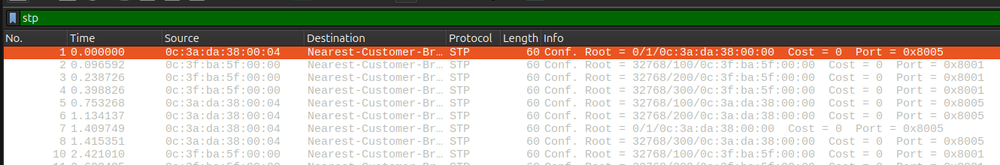 stp
No. Time Source Destination Protocol Length Info
1 0.000000 0c:3a:da:38:00:04 Nearest-Customer-Br… STP 60 Conf. Root = 0/1/0c:3a:da:38:00:00 Cost = 0 Port = 0x8005
2 0.096592 0c:3f:ba:5f:00:00 Nearest-Customer-Br… STP 60 Conf. Root = 32768/100/0c:3f:ba:5f:00:00 Cost = 0 Port = 0x8001
3 0.238726 0c:3f:ba:5f:00:00 Nearest-Customer-Br… STP 60 Conf. Root = 32768/200/0c:3f:ba:5f:00:00 Cost = 0 Port = 0x8001
4 0.398826 0c:3f:ba:5f:00:00 Nearest-Customer-Br… STP 60 Conf. Root = 32768/300/0c:3f:ba:5f:00:00 Cost = 0 Port = 0x8001
5 0.753268 0c:3a:da:38:00:04 Nearest-Customer-Br… STP 60 Conf. Root = 32768/100/0c:3a:da:38:00:00 Cost = 0 Port = 0x8005
6 1.134137 0c:3a:da:38:00:04 Nearest-Customer-Br… STP 60 Conf. Root = 32768/200/0c:3a:da:38:00:00 Cost = 0 Port = 0x8005
7 1.409749 0c:3a:da:38:00:04 Nearest-Customer-Br… STP 60 Conf. Root = 0/1/0c:3a:da:38:00:00 Cost = 0 Port = 0x8005
8 1.415351 0c:3a:da:38:00:04 Nearest-Customer-Br… STP 60 Conf. Root = 32768/300/0c:3a:da:38:00:00 Cost = 0 Port = 0x8005
10 2.421010 0c:3f:ba:5f:00:00 Nearest-Customer-Br… STP 60 Conf. Root = 32768/100/0c:3f:ba:5f:00:00 Cost = 0 Port = 0x8001